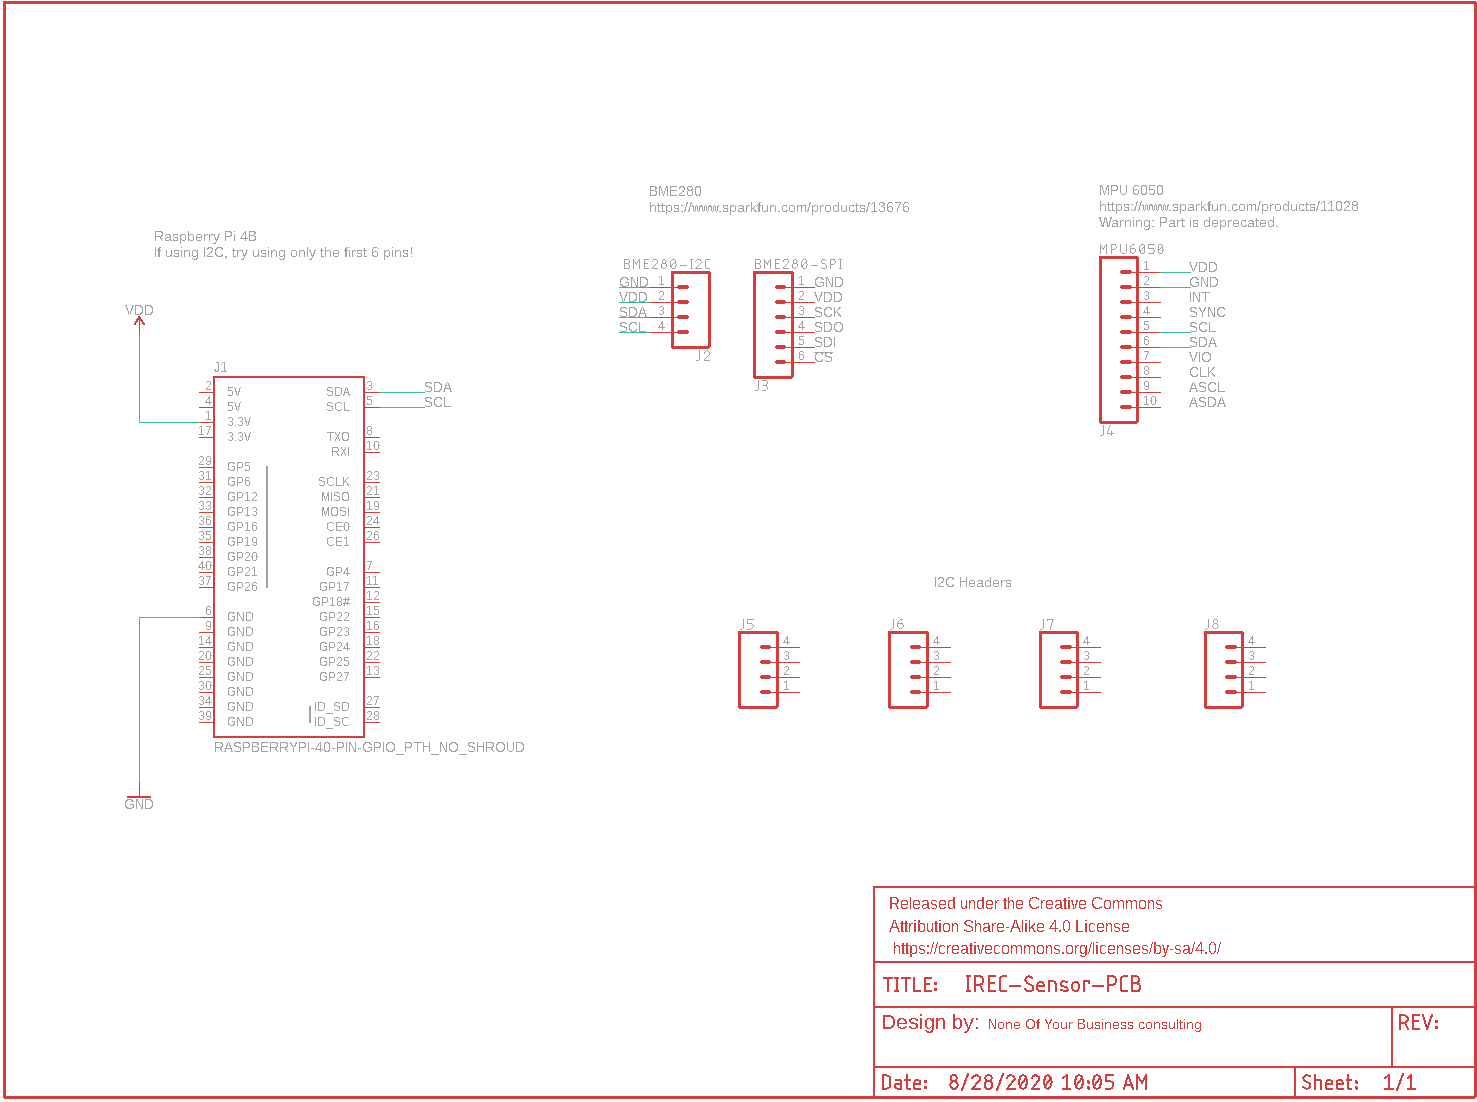 BME280
https://www.sparkfun.com/products/13676
MPU 6050
https://www.sparkfun.com/products/11028
Warning: Part is deprecated.
Raspberry Pi 4B
If using I2C, try using only the first 6 pins!
VDD
J1
2 5V
4 5V
1 3.3V
17 3.3V
29 GP5
31 GP6
32 GP12
33 GP13
36 GP16
35 GP19
38 GP20
40 GP21
37 GP26
6 GND
9 GND
14 GND
20 GND
25 GND
30 GND
34 GND
39 GND
SDA 3 SDA
SCL 5 SCL
TXO 8
RXI 10
SCLK 23
MISO 21
MOSI 19
CE0 24
CE1 26
GP4 7
GP17 11
GP18# 12
GP22 15
GP23 16
GP24 18
GP25 22
GP27 13
ID_SD 27
ID_SC 28
RASPBERRYPI-40-PIN-GPIO_PTH_NO_SHROUD
GND
BME280-I2C
GND 1
VDD 2
SDA 3
SCL 4
J2
BME280-SPI
1 GND
2 VDD
3 SCK
4 SDO
5 SDI
6 CS
J3
MPU6050
1 VDD
2 GND
3 INT
4 SYNC
5 SCL
6 SDA
7 VIO
8 CLK
9 ASCL
10 ASDA
J4
I2C Headers
J5
4
3
2
1
J6
4
3
2
1
J7
4
3
2
1
J8
4
3
2
1
Released under the Creative Commons
Attribution Share-Alike 4.0 License
https://creativecommons.org/licenses/by-sa/4.0/
TITLE: IREC-Sensor-PCB
Design by: None Of Your Business consulting
REV:
Date: 8/28/2020 10:05 AM
Sheet: 1/1